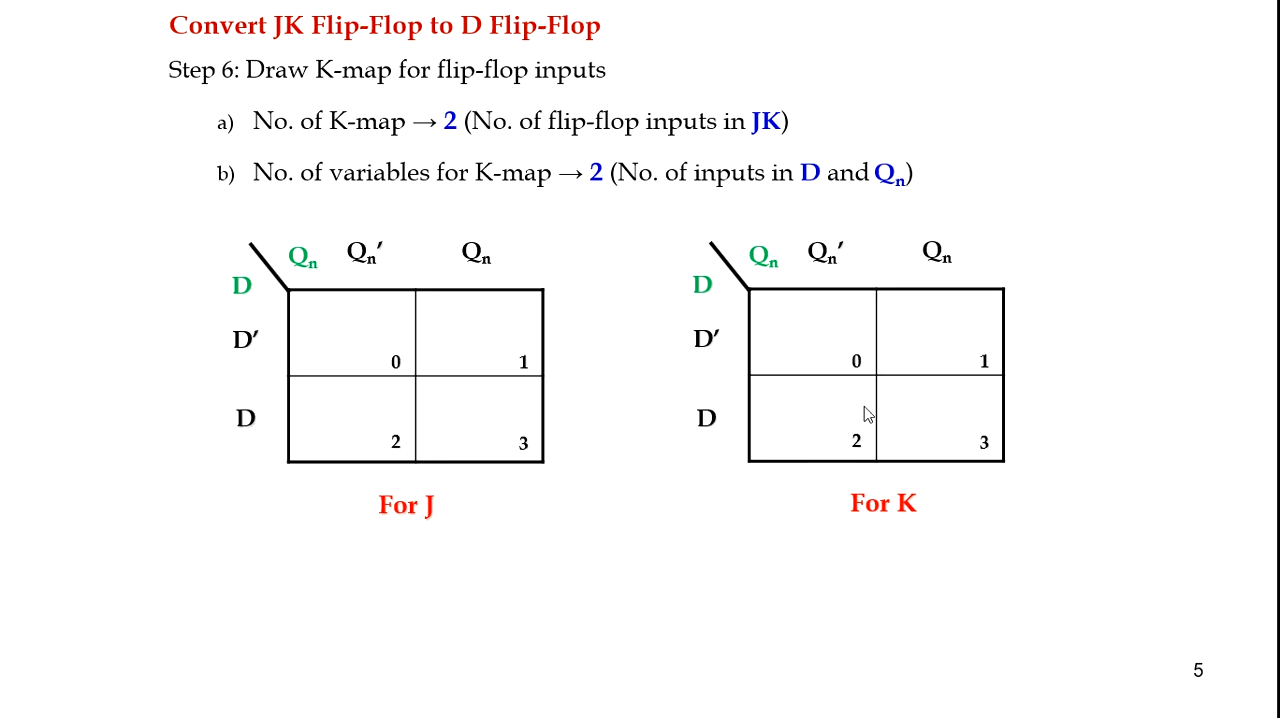 Convert JK Flip-Flop to D Flip-Flop
Step 6: Draw K-map for flip-flop inputs
a) No. of K-map → 2 (No. of flip-flop inputs in JK)
b) No. of variables for K-map → 2 (No. of inputs in D and Qn)
Qn Qn′ Qn
D
D′
0 1
D
2 3
For J
Qn Qn′ Qn
D
D′
0 1
D
2 3
For K
5